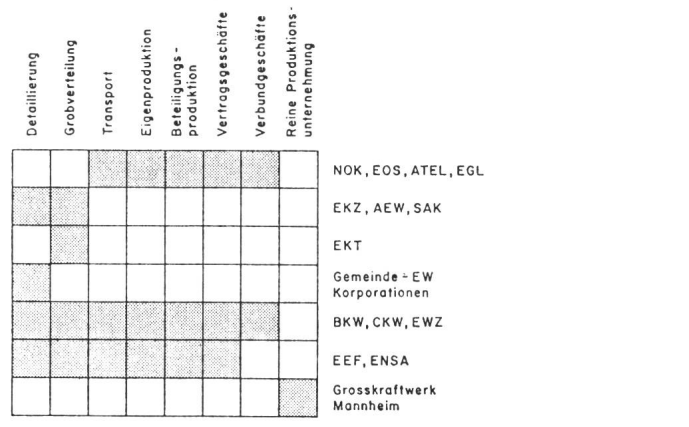 Detaillierung
Grobverteilung
Transport
Eigenproduktion
Beteiligungs-
produktion
Vertragsgeschäfte
Verbundgeschäfte
Reine Produktions-
unternehmung
NOK, EOS, ATEL, EGL
EKZ, AEW, SAK
EKT
Gemeinde-EW
Korporationen
BKW, CKW, EWZ
EEF, ENSA
Grosskraftwerk
Mannheim